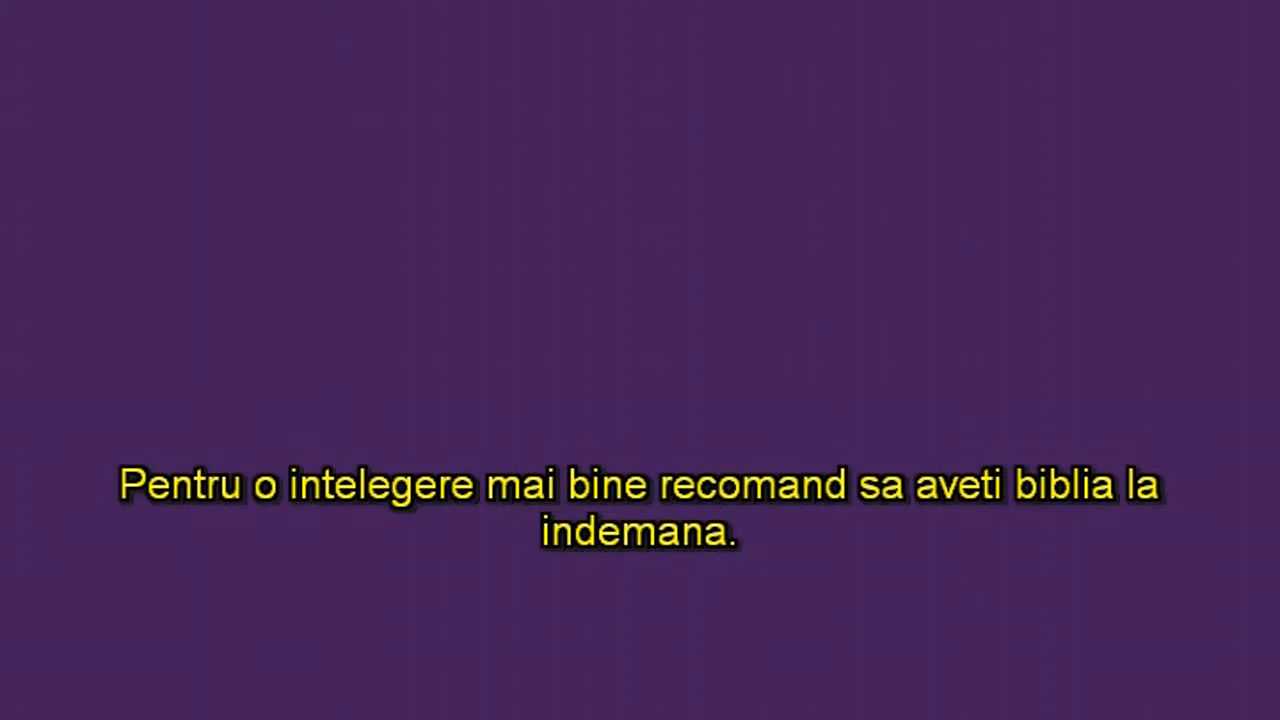 Pentru o intelegere mai bine recomand sa aveti biblia la
indemana.